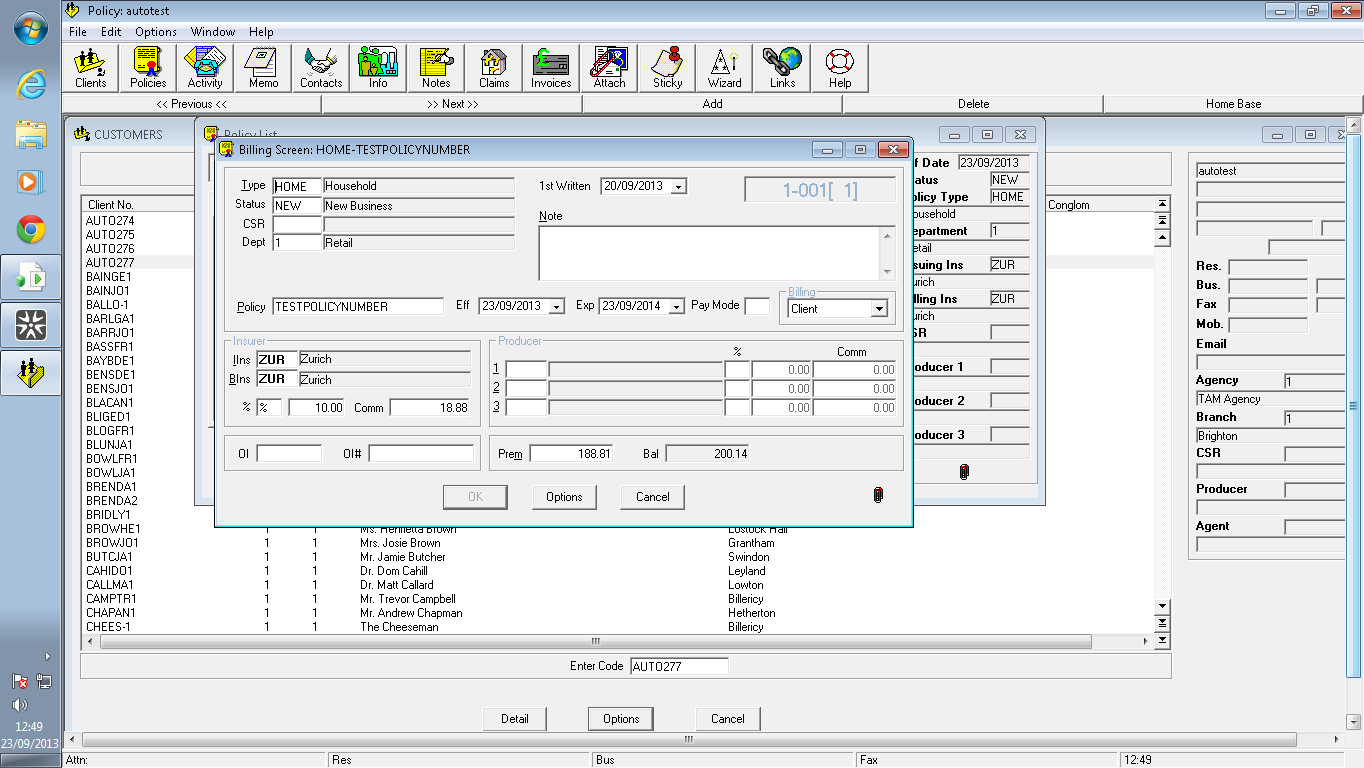 Policy: autotest
File Edit Options Window Help
Clients Policies Activity Memo Contacts Info Notes Claims Invoices Attach Sticky Wizard Links Help
<< Previous << >> Next >> Add Delete Home Base
CUSTOMERS
Policy List
Billing Screen: HOME-TESTPOLICYNUMBER
Type HOME Household
Status NEW New Business
CSR
Dept 1 Retail
1st Written 20/09/2013
1-001[ 1]
Note
Policy TESTPOLICYNUMBER Eff 23/09/2013 Exp 23/09/2014 Pay Mode
Billing
Client
Insurer
IIns ZUR Zurich
BIns ZUR Zurich
% % 10.00 Comm 18.88
Producer
% Comm
1 0.00 0.00
2 0.00 0.00
3 0.00 0.00
OI OI#
Prem 188.81 Bal 200.14
OK Options Cancel
f Date 23/09/2013
tatus NEW
olicy Type HOME
ousehold
epartment 1
etail
suing Ins ZUR
urich
lling Ins ZUR
urich
SR
oducer 1
oducer 2
oducer 3
Client No.
Conglom
AUTO274
AUTO275
AUTO276
AUTO277
BAINGE1
BAINJO1
BAILO-1
BARLGA1
BARRJO1
BASSFR1
BAYBDE1
BENSDE1
BENSJO1
BLACAN1
BLIGED1
BLOGFR1
BLUNJA1
BOWLFR1
BOWLJA1
BRENDA1
BRENDA2
BRIDLY1
BROWHE1 1 1 Ms. Henrietta Brown Lostock Hall
BROWJO1 1 1 Mrs. Josie Brown Grantham
BUTCJA1 1 1 Mr. Jamie Butcher Swindon
CAHIDO1 1 1 Dr. Dom Cahill Leyland
CALLMA1 1 1 Dr. Matt Callard Lowton
CAMPTR1 1 1 Mr. Trevor Campbell Billericy
CHAPAN1 1 1 Mr. Andrew Chapman Hetherton
CHEES-1 1 1 The Cheeseman Billericy
Enter Code AUTO277
Detail Options Cancel
autotest
Res.
Bus.
Fax
Mob.
Email
Agency 1
TAM Agency
Branch 1
Brighton
CSR
Producer
Agent
Attn: Res Bus Fax 12:49
12:49
23/09/2013